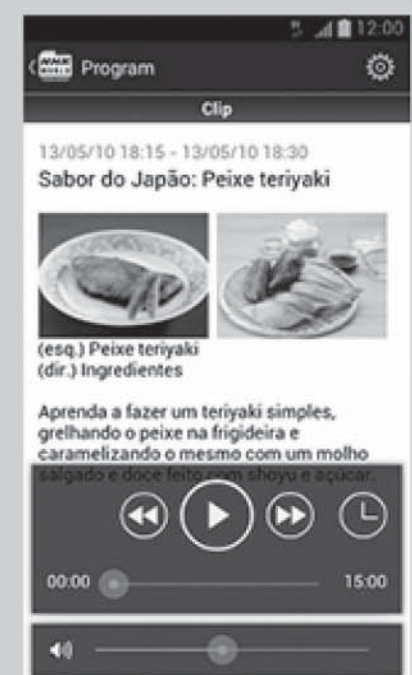 12:00
NHK WORLD Program
Clip
13/05/10 18:15 - 13/05/10 18:30
Sabor do Japão: Peixe teriyaki
(esq.) Peixe teriyaki
(dir.) Ingredientes
Aprenda a fazer um teriyaki simples,
grelhando o peixe na frigideira e
caramelizando o mesmo com um molho
salgado e doce feito com shoyu e açúcar.
00:00 15:00